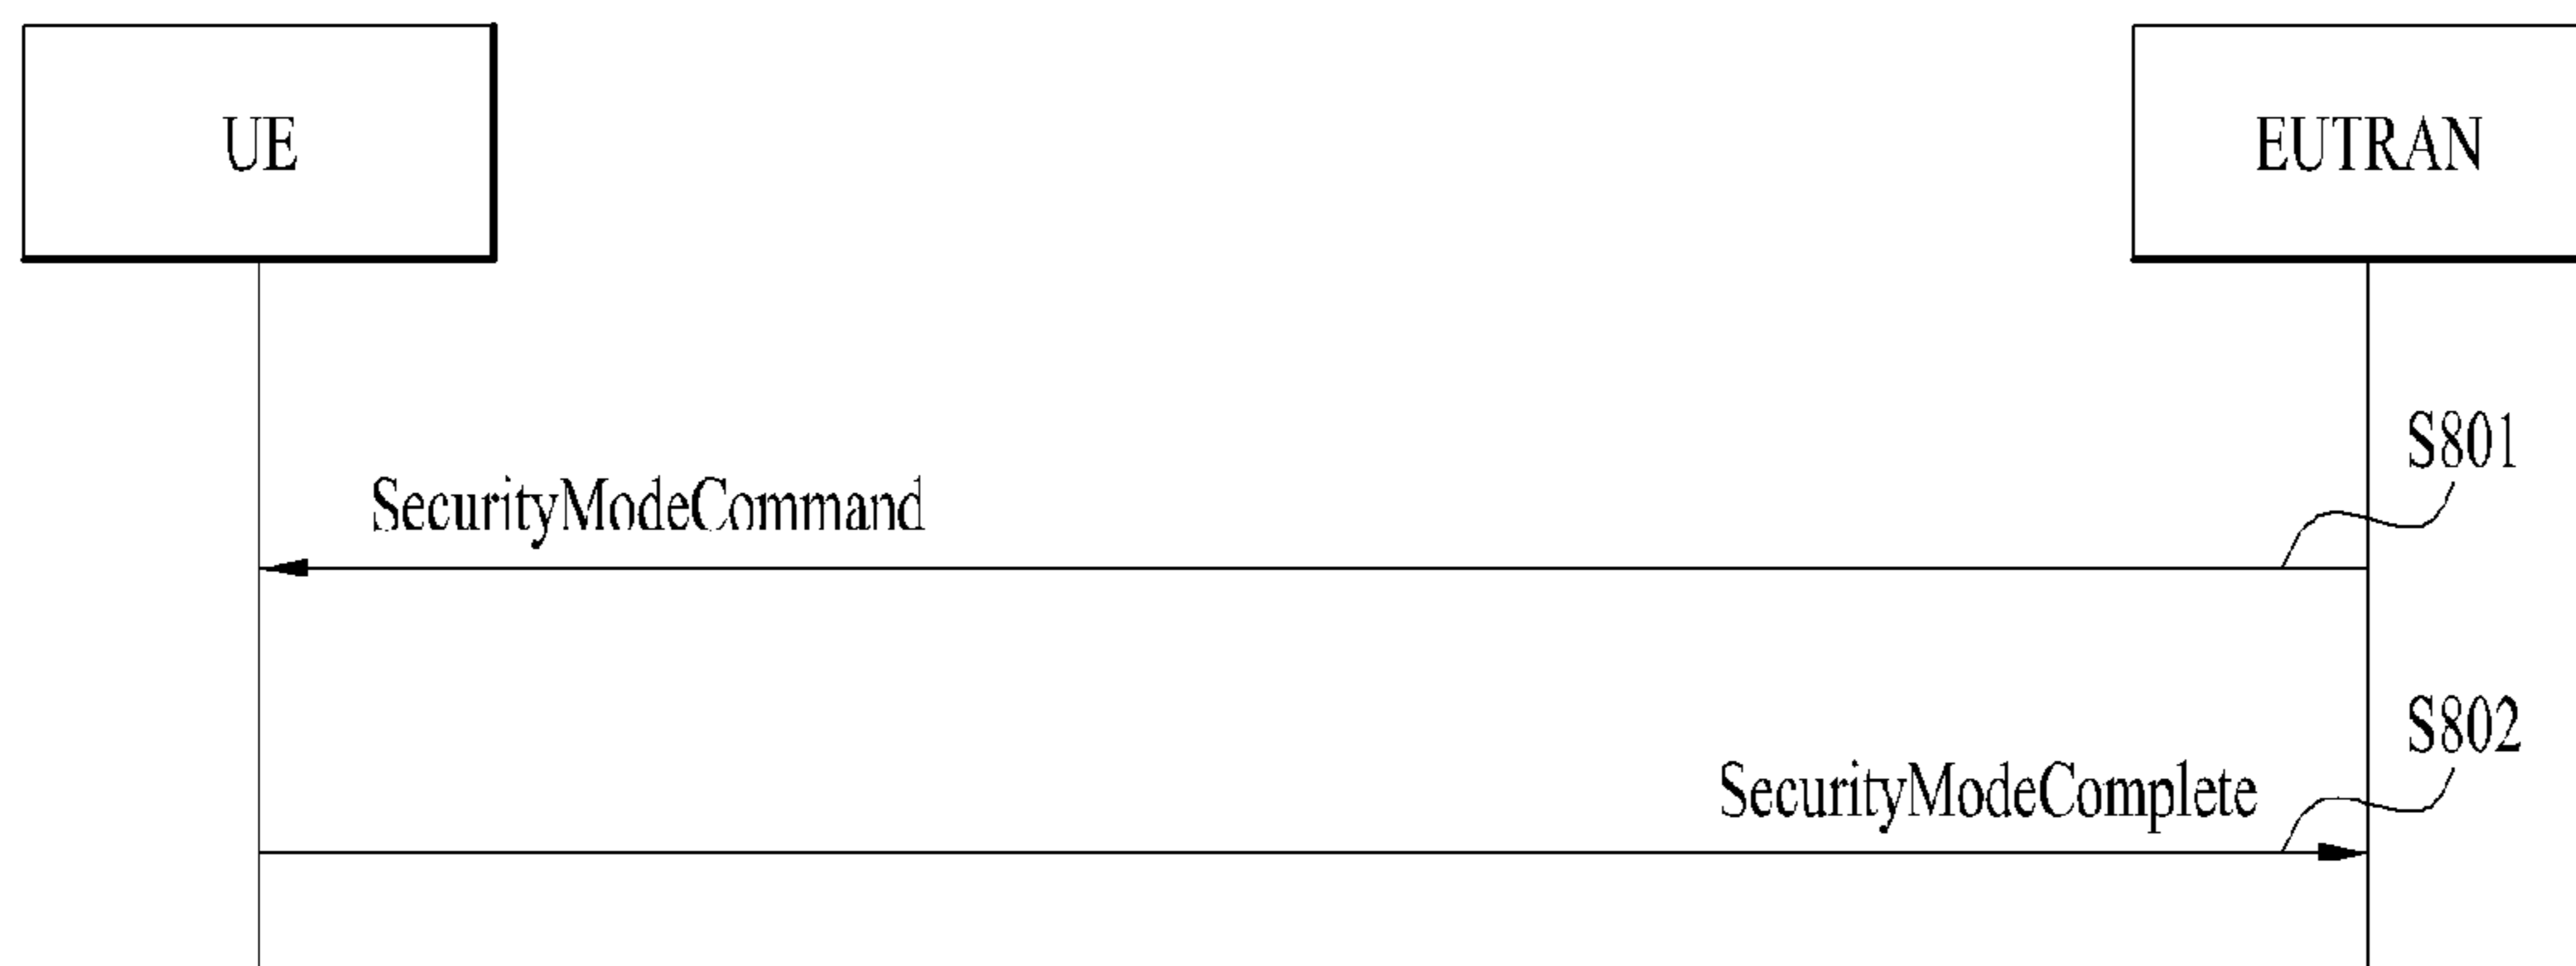 UE
EUTRAN
S801
SecurityModeCommand
S802
SecurityModeComplete